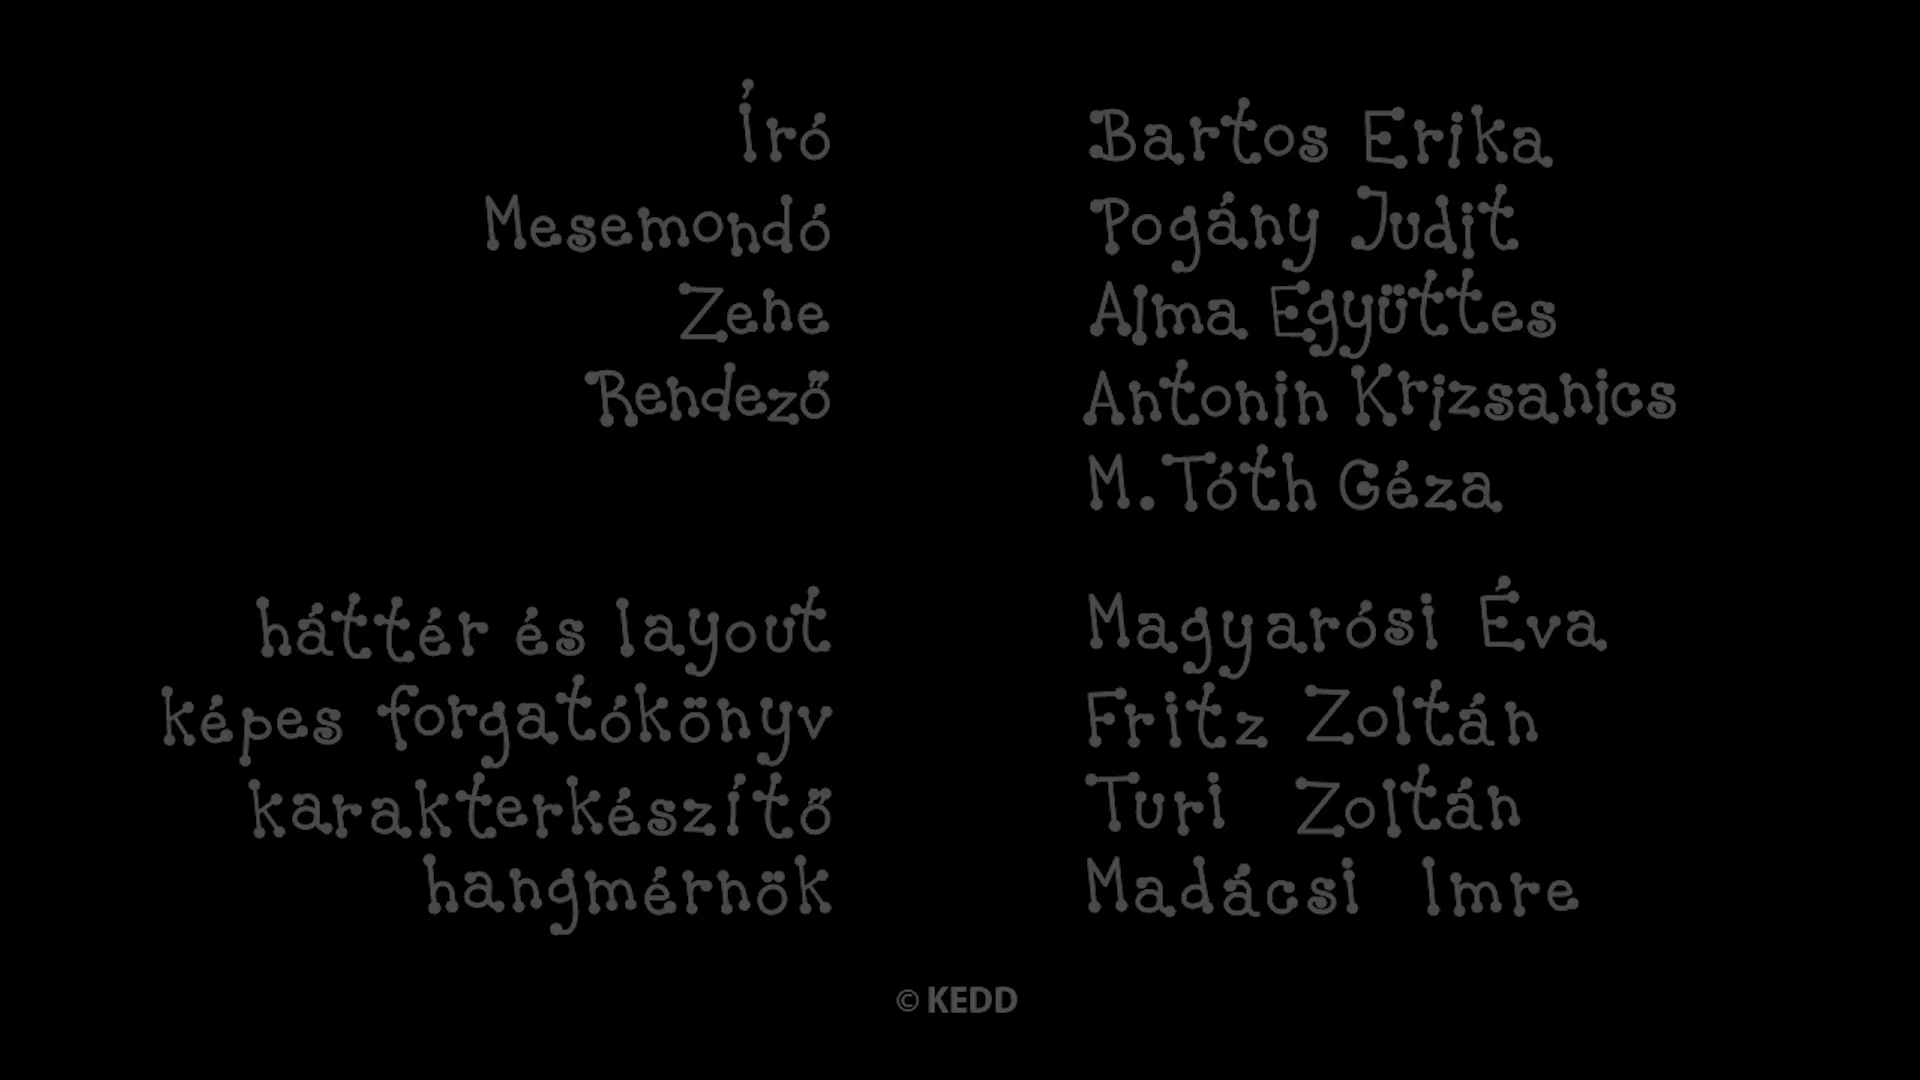 Író Bartos Erika
Mesemondó Pogány Judit
Zene Alma Együttes
Rendező Antonin Krizsanics
M. Tóth Géza
háttér és layout Magyarósi Éva
képes forgatókönyv Fritz Zoltán
karakterkészítő Turi Zoltán
hangmérnök Madácsi Imre
© KEDD